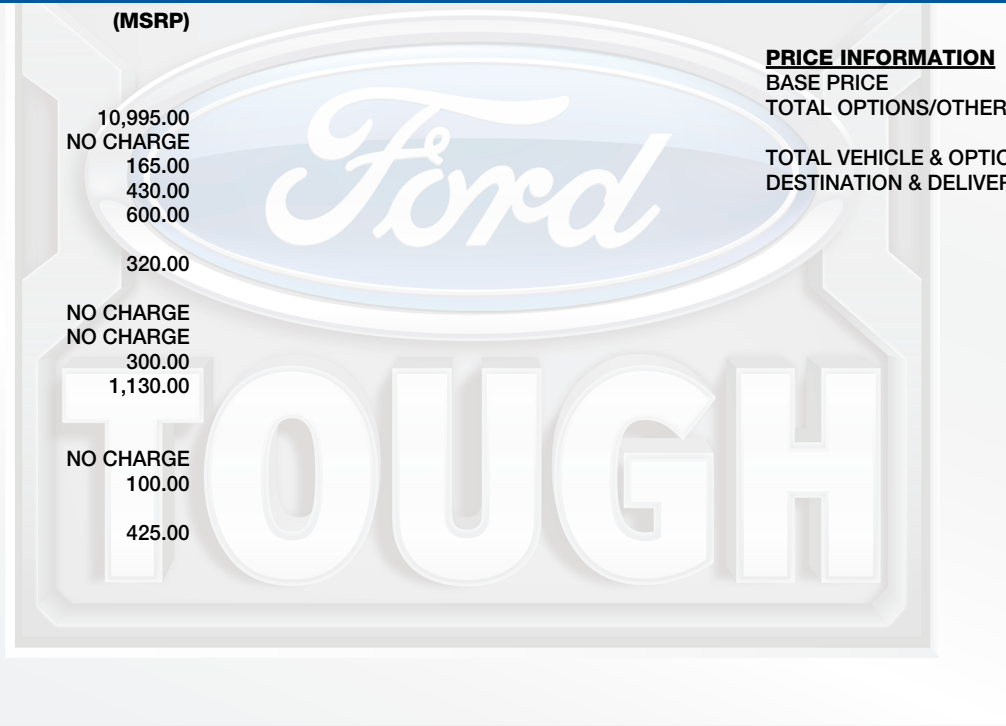 (MSRP)
10,995.00
NO CHARGE
165.00
430.00
600.00
320.00
NO CHARGE
NO CHARGE
300.00
1,130.00
NO CHARGE
100.00
425.00
PRICE INFORMATION
BASE PRICE
TOTAL OPTIONS/OTHER
TOTAL VEHICLE & OPTIO
DESTINATION & DELIVER
Ford
TOUGH